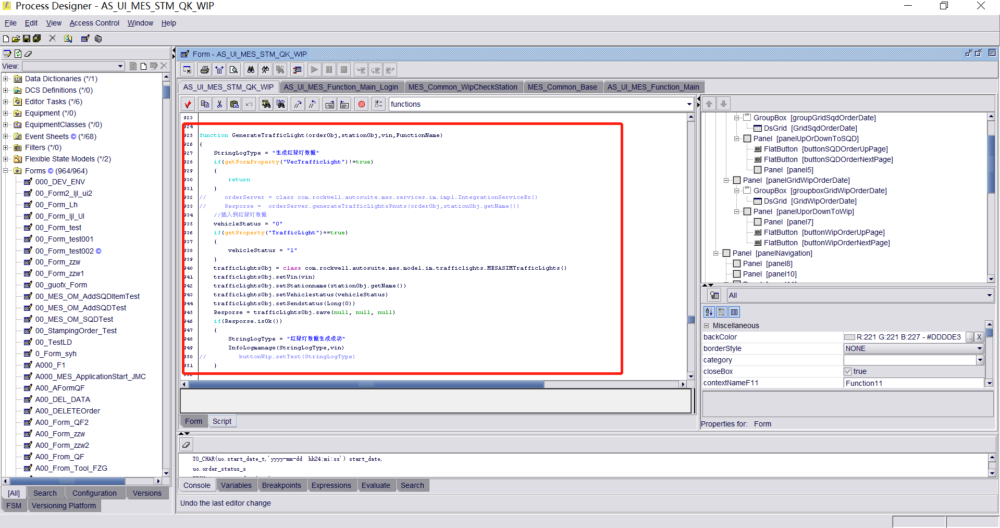 Process Designer - AS_UI_MES_STM_QK_WIP
File Edit View Access Control Window Help
View:
Data Dictionaries (*/1)
DCS Definitions (*/0)
Editor Tasks (*/6)
Equipment (*/0)
EquipmentClasses (*/0)
Event Sheets © (*/68)
Filters (*/0)
Flexible State Models (*/2)
Forms © (964/964)
000_DEV_ENV
00_Form2_ljl_ui2
00_Form_Lh
00_Form_ljl_UI
00_Form_test
00_Form_test001
00_Form_test002 ©
00_Form_zzw
00_Form_zzw1
00_guofx_Form
00_MES_OM_AddSQDItemTest
00_MES_OM_AddSQDTest
00_MES_OM_SQDTest
00_StampingOrder_Test
00_TestLD
0_Form_syh
A000_F1
A000_MES_ApplicationStart_JMC
A00_AFormQF
A00_DEL_DATA
A00_DELETEOrder
A00_Form_QF2
A00_Form_zzw
A00_Form_zzw2
A00_From_QF
A00_From_Tool_FZG
[All] Search Configuration Versions
FSM Versioning Platform
Form - AS_UI_MES_STM_QK_WIP
AS_UI_MES_STM_QK_WIP AS_UI_MES_Function_Main_Login MES_Common_WipCheckStation MES_Common_Base AS_UI_MES_Function_Main
functions
923
924
925 function GenerateTrafficLight(orderObj,stationObj,vin,FunctionName)
926 {
927 StringLogType = "生成红绿灯数据"
928 if(getFormProperty("VecTrafficLight")!=true)
929 {
930 return
931 }
932 // orderServer = class com.rockwell.autosuite.mes.services.im.impl.IntegrationServiceEx()
933 // Response = orderServer.generateTrafficLightsPnuts(orderObj,stationObj.getName())
934 //插入到红绿灯数据
935 vehicleStatus = "0"
936 if(getProperty("TrafficLight")==true)
937 {
938 vehicleStatus = "1"
939 }
940 trafficLightsObj = class com.rockwell.autosuite.mes.model.im.trafficlights.MESASIMTrafficLights()
941 trafficLightsObj.setVin(vin)
942 trafficLightsObj.setStationname(stationObj.getName())
943 trafficLightsObj.setVehiclestatus(vehicleStatus)
944 trafficLightsObj.setSendstatus(Long(0))
945 Response = trafficLightsObj.save(null, null, null)
946 if(Response.isOk())
947 {
948 StringLogType = "红绿灯数据生成成功"
949 InfoLogmanage(StringLogType,vin)
950 // buttonWip.setText(StringLogType)
951 }
Form Script
GroupBox [groupGridSqdOrderDate]
DsGrid [GridSqdOrderDate]
Panel [panelUpOrDownToSQD]
FlatButton [buttonSQDOrderUpPage]
FlatButton [buttonSQDOrderNextPage]
Panel [panel5]
Panel [panelGridWipOrderDate]
GroupBox [groupboxGridWipOrderDate]
DsGrid [GridWipOrderDate]
Panel [panelUporDownToWip]
Panel [panel7]
FlatButton [buttonWipOrderUpPage]
FlatButton [buttonWipOrderNextPage]
Panel [panelNavigation]
Panel [panel8]
Panel [panel10]
All
Miscellaneous
backColor R:221 G:221 B:227 - #DDDDE3 ... X
borderStyle NONE
category
closeBox true
contextNameF11 Function11
Properties for: Form
TO_CHAR(uo.start_date_t,'yyyy-mm-dd hh24:mi:ss') start_date,
uo.order_status_s
Console Variables Breakpoints Expressions Evaluate Search
Undo the last editor change